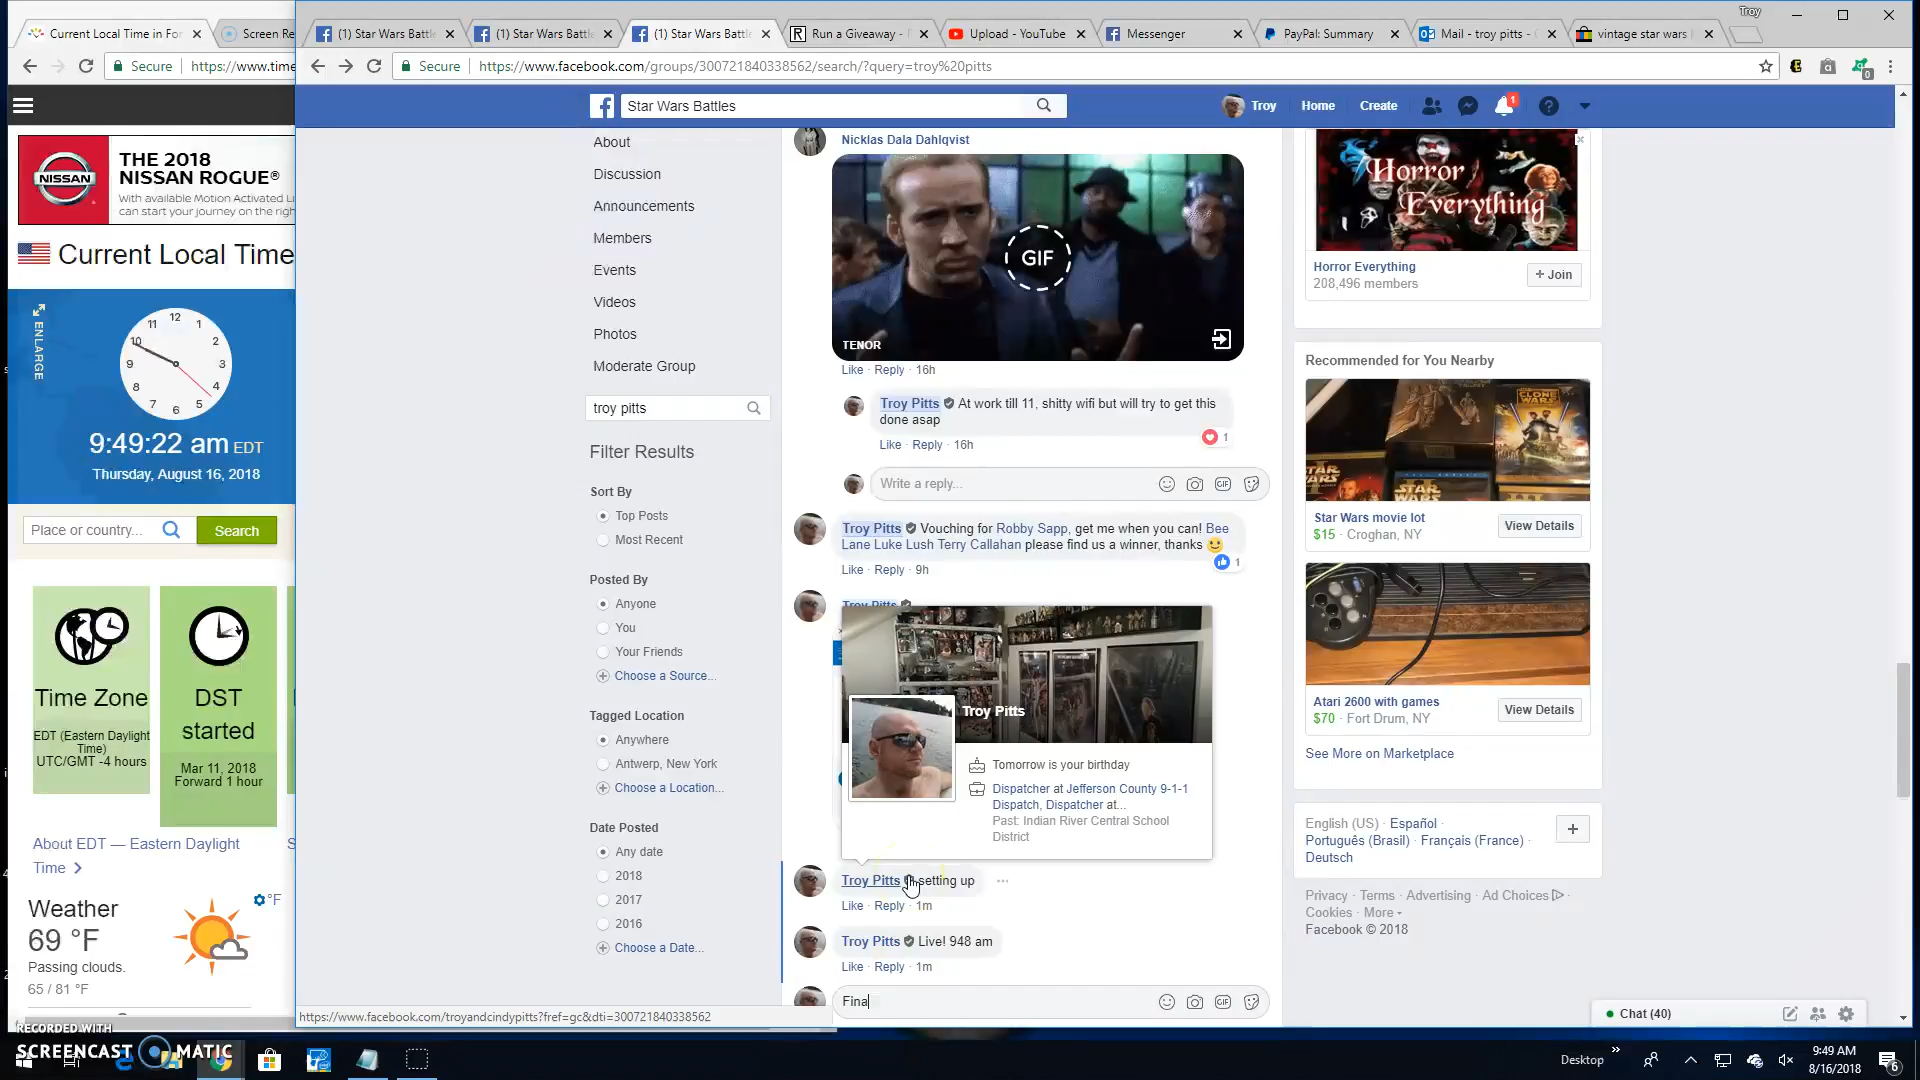 Current Local Time in For
Screen Re
(1) Star Wars Battle
(1) Star Wars Battle
(1) Star Wars Battle
Run a Giveaway -
Upload - YouTube
Messenger
PayPal: Summary
Mail - troy pitts -
vintage star wars
Troy
Secure
https://www.time
Secure
https://www.facebook.com/groups/300721840338562/search/?query=troy%20pitts
Star Wars Battles
Troy
Home
Create
1
THE 2018
NISSAN ROGUE®
NISSAN
With available Motion Activated Li
can start your journey on the righ
Current Local Time
ENLARGE
9:49:22 am EDT
Thursday, August 16, 2018
Place or country...
Search
Time Zone
EDT (Eastern Daylight
Time)
UTC/GMT -4 hours
DST
started
Mar 11, 2018
Forward 1 hour
About EDT — Eastern Daylight
Time
Weather
°F
69 °F
Passing clouds.
65 / 81 °F
About
Discussion
Announcements
Members
Events
Videos
Photos
Moderate Group
troy pitts
Filter Results
Sort By
Top Posts
Most Recent
Posted By
Anyone
You
Your Friends
Choose a Source...
Tagged Location
Anywhere
Antwerp, New York
Choose a Location...
Date Posted
Any date
2018
2017
2016
Choose a Date...
Nicklas Dala Dahlqvist
GIF
TENOR
Like · Reply · 16h
Troy Pitts At work till 11, shitty wifi but will try to get this
done asap
1
Like · Reply · 16h
Write a reply...
Troy Pitts Vouching for Robby Sapp, get me when you can! Bee
Lane Luke Lush Terry Callahan please find us a winner, thanks
1
Like · Reply · 9h
Troy Pitts
Troy Pitts
Tomorrow is your birthday
Dispatcher at Jefferson County 9-1-1
Dispatch, Dispatcher at...
Past: Indian River Central School
District
Troy Pitts setting up
Like · Reply · 1m
Troy Pitts Live! 948 am
Like · Reply · 1m
Fina
Horror
Everything
Horror Everything
208,496 members
+ Join
Recommended for You Nearby
Star Wars movie lot
$15 · Croghan, NY
View Details
Atari 2600 with games
$70 · Fort Drum, NY
View Details
See More on Marketplace
English (US) · Español ·
Português (Brasil) · Français (France) ·
Deutsch
Privacy · Terms · Advertising · Ad Choices
Cookies · More
Facebook © 2018
Chat (40)
https://www.facebook.com/troyandcindypitts?fref=gc&dti=300721840338562
RECORDED WITH
SCREENCAST MATIC
Desktop
9:49 AM
8/16/2018
6